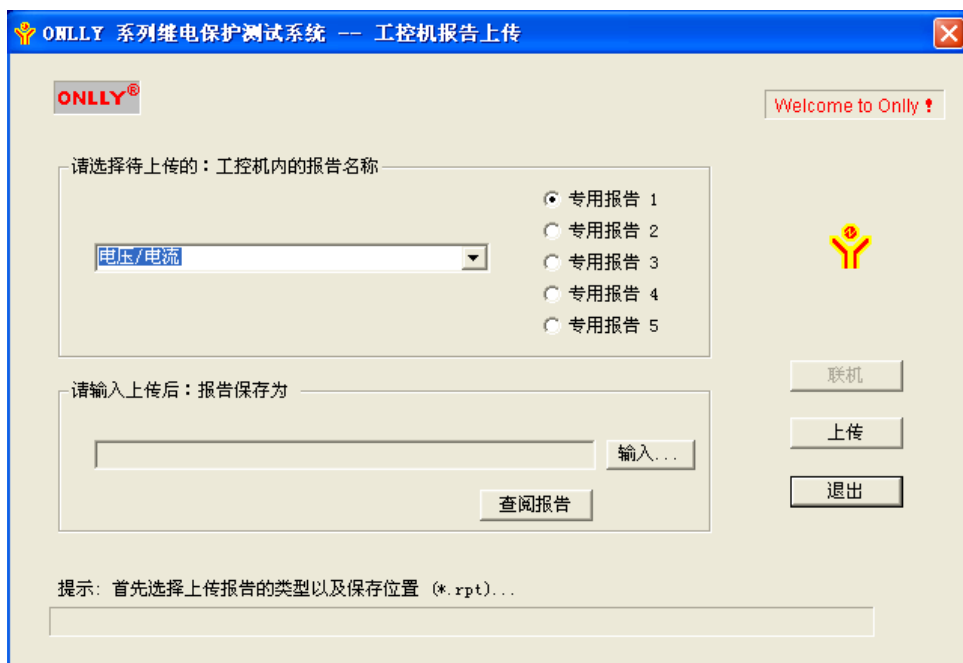 ONLLY 系列继电保护测试系统 -- 工控机报告上传
ONLLY®
Welcome to Onlly !
请选择待上传的：工控机内的报告名称
专用报告 1
专用报告 2
电压/电流
专用报告 3
专用报告 4
专用报告 5
联机
请输入上传后：报告保存为
上传
输入...
退出
查阅报告
提示: 首先选择上传报告的类型以及保存位置 (*.rpt)...